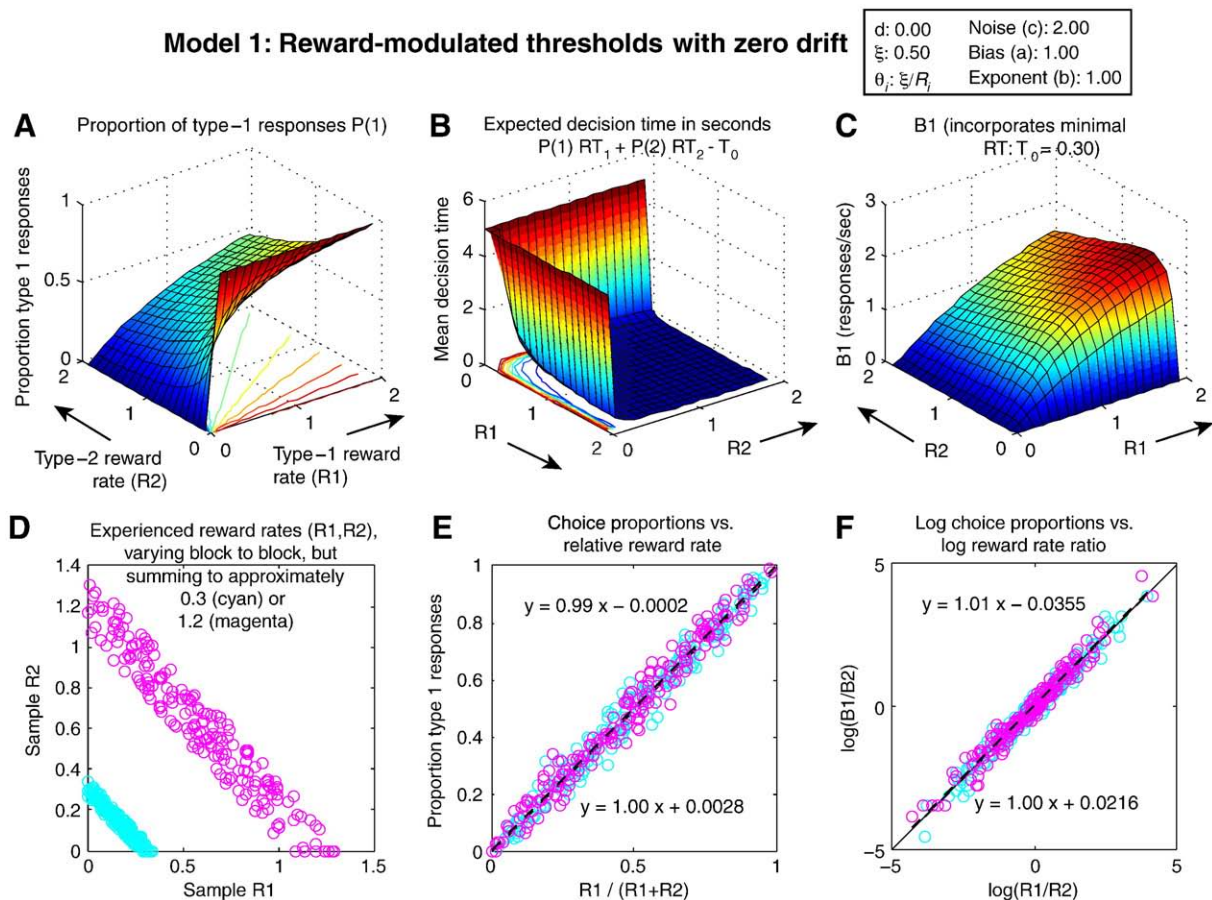 Model 1: Reward-modulated thresholds with zero drift
d: 0.00 Noise (c): 2.00
ξ: 0.50 Bias (a): 1.00
θi: ξ/Ri Exponent (b): 1.00
A
Proportion of type-1 responses P(1)
Proportion type 1 responses
1
0.5
0
2
1
0
0
1
2
Type-2 reward
rate (R2)
Type-1 reward
rate (R1)
B
Expected decision time in seconds
P(1) RT1 + P(2) RT2 - T0
Mean decision time
6
5
4
3
2
1
0
0
1
2
0
1
2
R1
R2
C
B1 (incorporates minimal
RT: T0 = 0.30)
B1 (responses/sec)
3
2
1
0
2
1
0
0
1
2
R2
R1
D
Experienced reward rates (R1,R2),
varying block to block, but
summing to approximately
0.3 (cyan) or
1.2 (magenta)
Sample R2
1.4
1.2
1
0.8
0.6
0.4
0.2
0
0
0.5
1
1.5
Sample R1
E
Choice proportions vs.
relative reward rate
Proportion type 1 responses
1
0.8
0.6
0.4
0.2
0
y = 0.99 x – 0.0002
y = 1.00 x + 0.0028
0
0.5
1
R1 / (R1+R2)
F
Log choice proportions vs.
log reward rate ratio
log(B1/B2)
5
0
−5
y = 1.01 x – 0.0355
y = 1.00 x + 0.0216
−5
0
5
log(R1/R2)